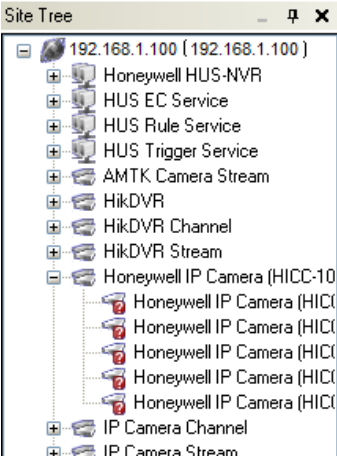 Site Tree
192.168.1.100 ( 192.168.1.100 )
Honeywell HUS-NVR
HUS EC Service
HUS Rule Service
HUS Trigger Service
AMTK Camera Stream
HikDVR
HikDVR Channel
HikDVR Stream
Honeywell IP Camera (HICC-10
Honeywell IP Camera (HIC
Honeywell IP Camera (HIC
Honeywell IP Camera (HIC
Honeywell IP Camera (HIC
Honeywell IP Camera (HIC
IP Camera Channel
IP Camera Stream